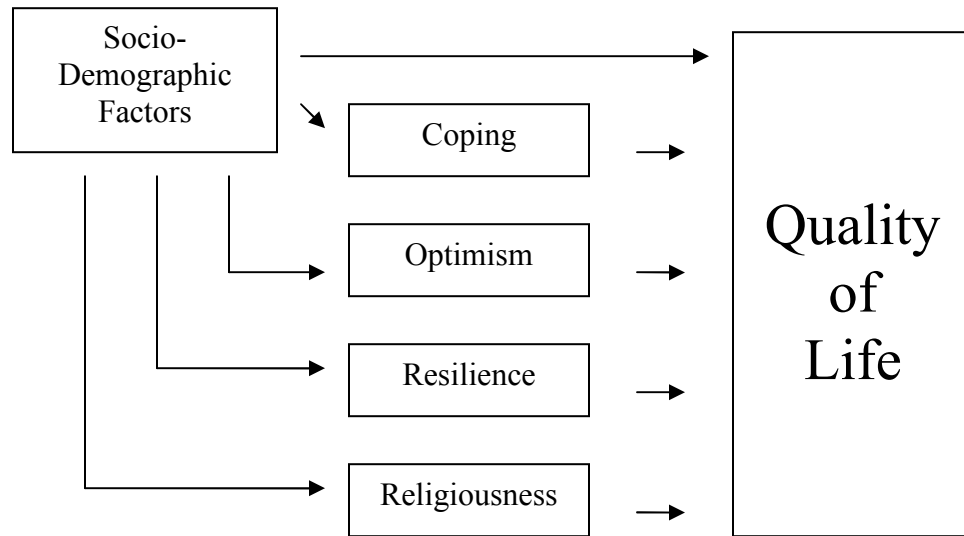 Socio-
Demographic
Factors
Coping
Optimism
Resilience
Religiousness
Quality
of
Life